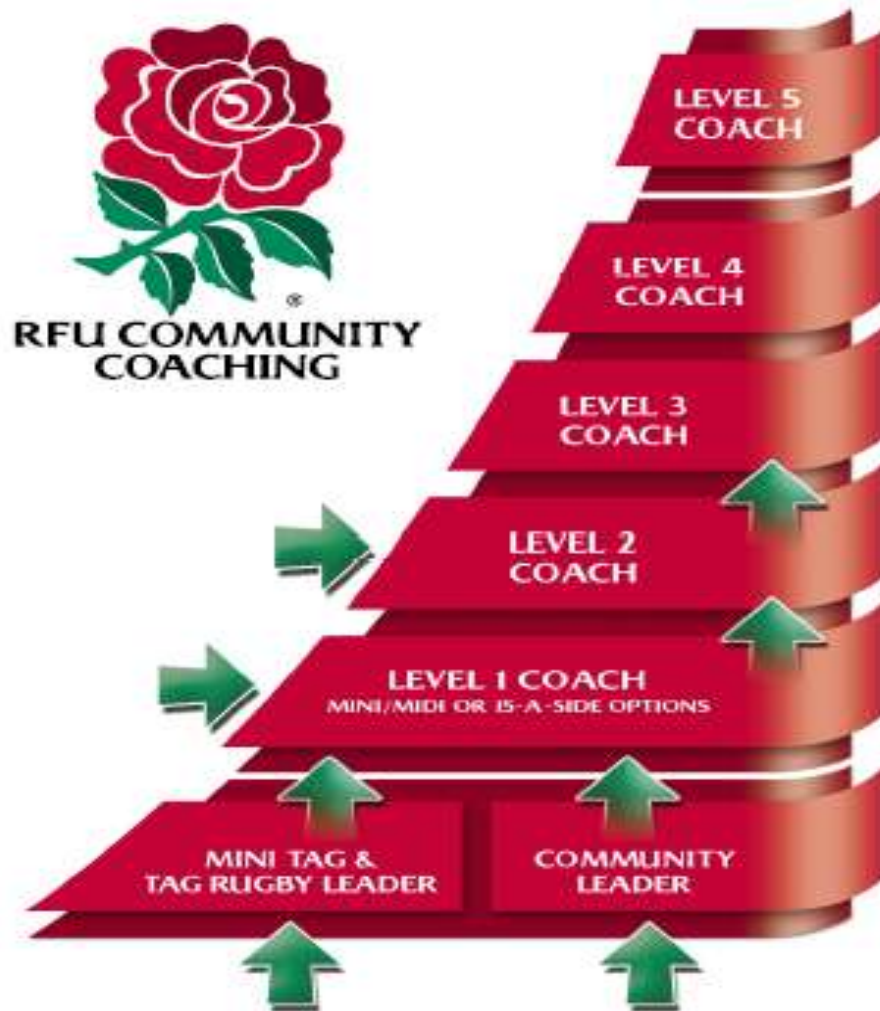 LEVEL 5
COACH
LEVEL 4
COACH
®
RFU COMMUNITY
COACHING
LEVEL 3
COACH
LEVEL 2
COACH
LEVEL 1 COACH
MINI/MIDI OR 15-A-SIDE OPTIONS
MINI TAG &
TAG RUGBY LEADER
COMMUNITY
LEADER